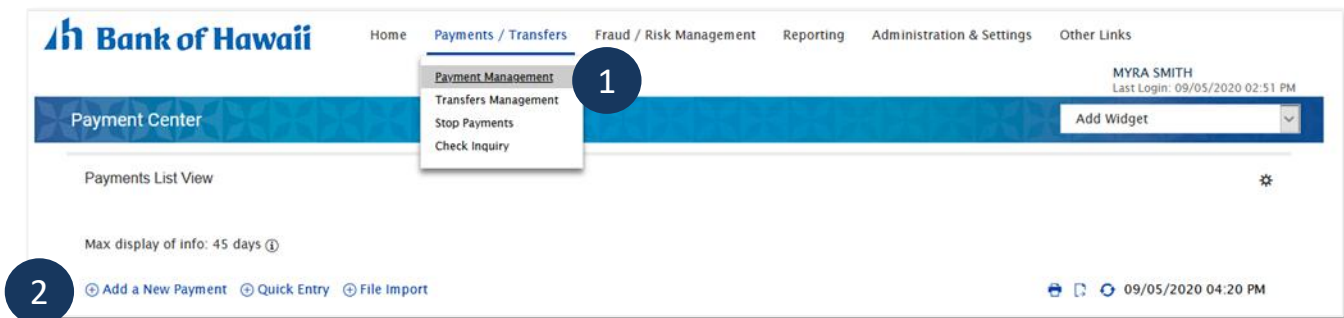 Bank of Hawaii
Home Payments / Transfers Fraud / Risk Management Reporting Administration & Settings Other Links
Payment Management
1
Transfers Management
Stop Payments
Check Inquiry
MYRA SMITH
Last Login: 09/05/2020 02:51 PM
Payment Center
Add Widget
Payments List View
Max display of info: 45 days
2
Add a New Payment Quick Entry File Import
09/05/2020 04:20 PM